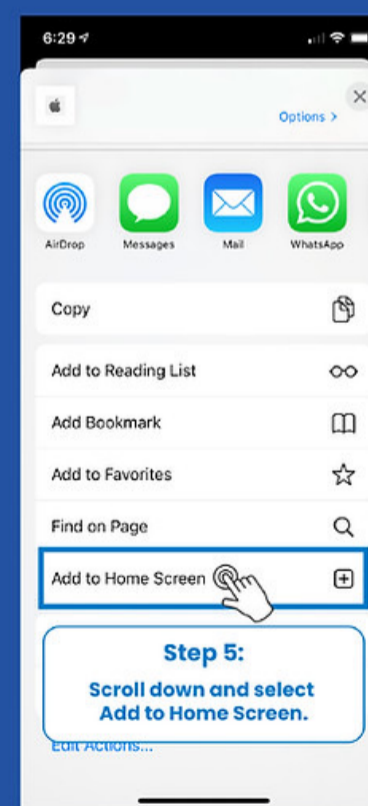 6:29
Options >
AirDrop Messages Mail WhatsApp
Copy
Add to Reading List
Add Bookmark
Add to Favorites
Find on Page
Add to Home Screen
Step 5:
Scroll down and select
Add to Home Screen.
Edit Actions...